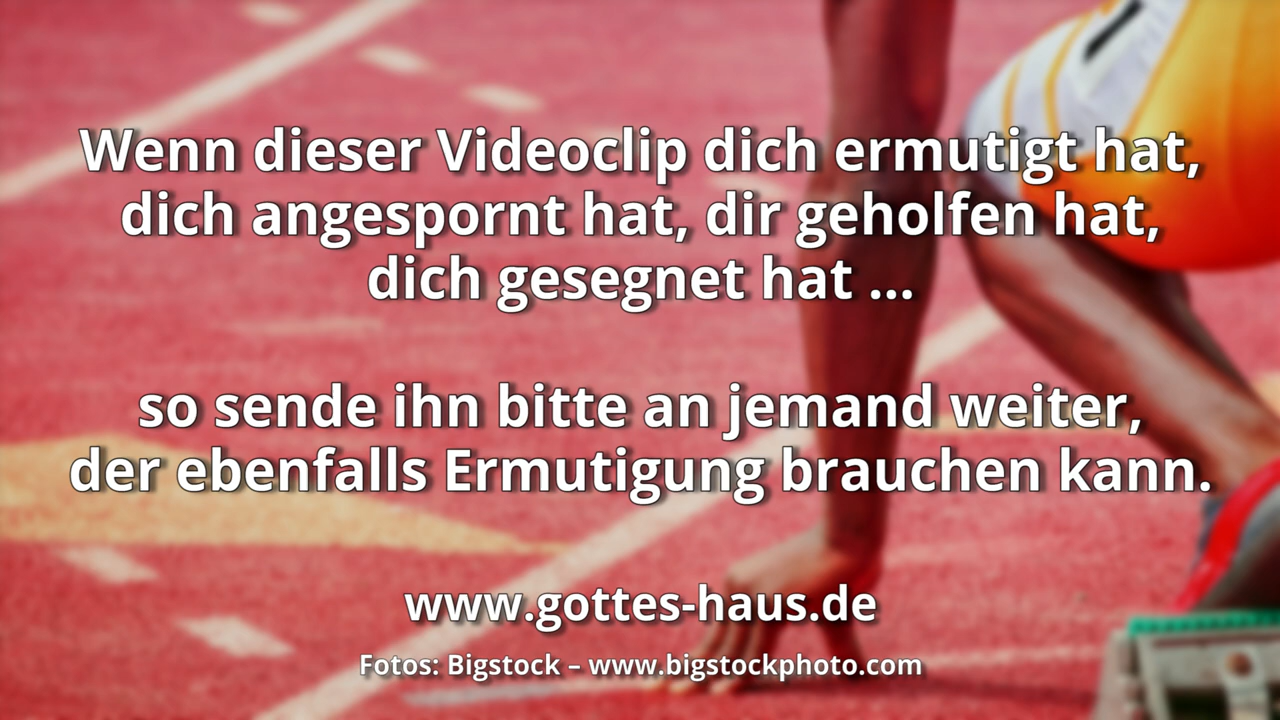 Wenn dieser Videoclip dich ermutigt hat,
dich angespornt hat, dir geholfen hat,
dich gesegnet hat ...
so sende ihn bitte an jemand weiter,
der ebenfalls Ermutigung brauchen kann.
www.gottes-haus.de
Fotos: Bigstock – www.bigstockphoto.com